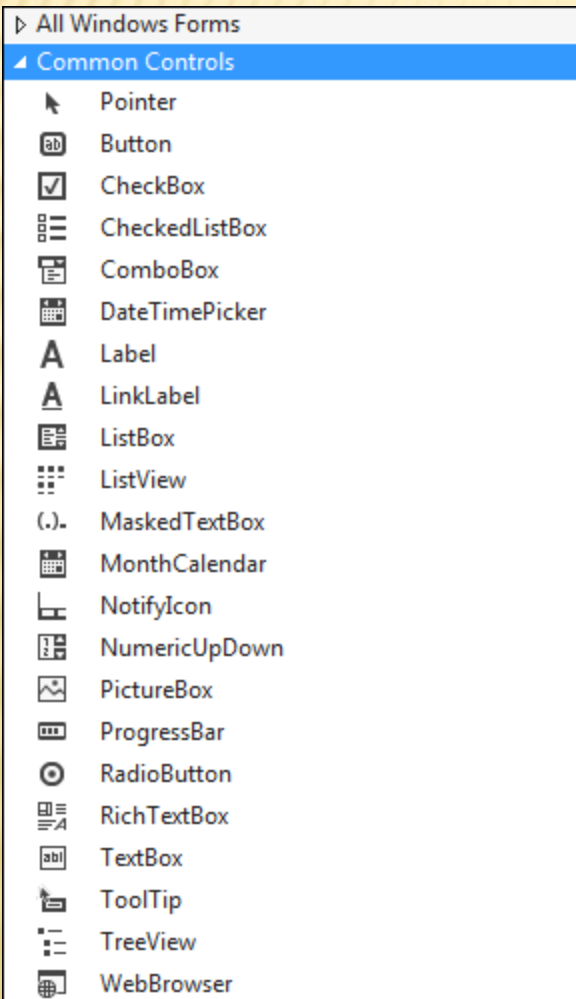 All Windows Forms
Common Controls
Pointer
Button
CheckBox
CheckedListBox
ComboBox
DateTimePicker
Label
LinkLabel
ListBox
ListView
MaskedTextBox
MonthCalendar
NotifyIcon
NumericUpDown
PictureBox
ProgressBar
RadioButton
RichTextBox
TextBox
ToolTip
TreeView
WebBrowser